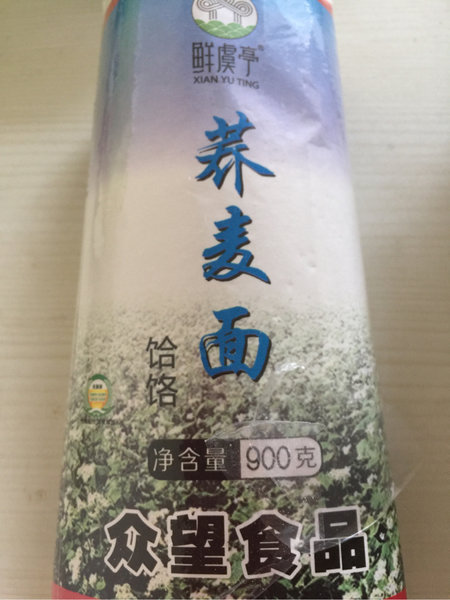 鲜虞亭
XIAN YU TING
荞麦面
饸饹
净含量 900克
众望食品